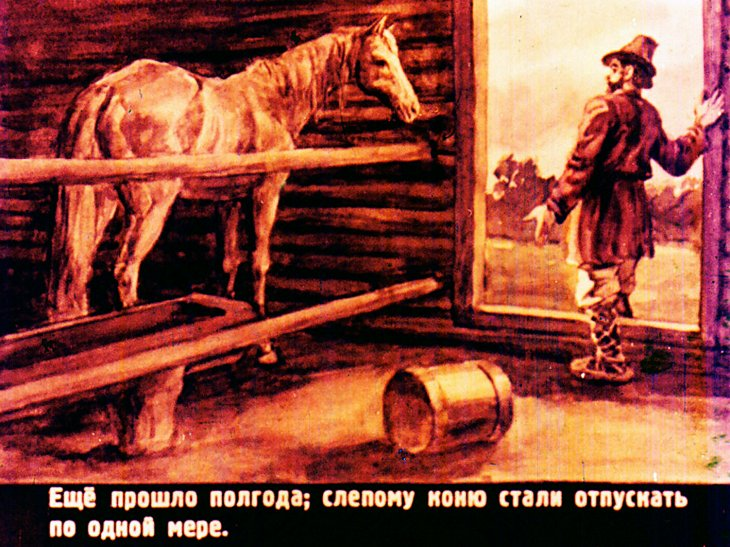 Ещё прошло полгода; слепому коню стали отпускать
по одной мере.